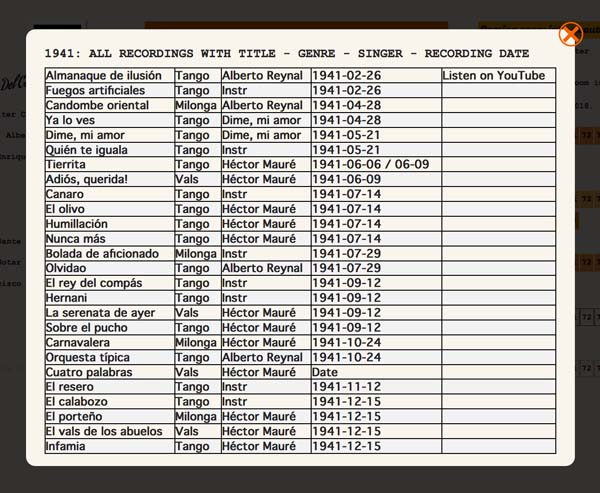 1941: ALL RECORDINGS WITH TITLE - GENRE - SINGER - RECORDING DATE
Almanaque de ilusión Tango Alberto Reynal 1941-02-26 Listen on YouTube
Fuegos artificiales Tango Instr 1941-02-26
Candombe oriental Milonga Alberto Reynal 1941-04-28
Ya lo ves Tango Dime, mi amor 1941-04-28
Dime, mi amor Tango Dime, mi amor 1941-05-21
Quién te iguala Tango Instr 1941-05-21
Tierrita Tango Héctor Mauré 1941-06-06 / 06-09
Adiós, querida! Vals Héctor Mauré 1941-06-09
Canaro Tango Instr 1941-07-14
El olivo Tango Héctor Mauré 1941-07-14
Humillación Tango Héctor Mauré 1941-07-14
Nunca más Tango Héctor Mauré 1941-07-14
Bolada de aficionado Milonga Instr 1941-07-29
Olvidao Tango Alberto Reynal 1941-07-29
El rey del compás Tango Instr 1941-09-12
Hernani Tango Instr 1941-09-12
La serenata de ayer Vals Héctor Mauré 1941-09-12
Sobre el pucho Tango Héctor Mauré 1941-09-12
Carnavalera Milonga Héctor Mauré 1941-10-24
Orquesta típica Tango Alberto Reynal 1941-10-24
Cuatro palabras Vals Héctor Mauré Date
El resero Tango Instr 1941-11-12
El calabozo Tango Instr 1941-12-15
El porteño Milonga Héctor Mauré 1941-12-15
El vals de los abuelos Vals Héctor Mauré 1941-12-15
Infamia Tango Héctor Mauré 1941-12-15